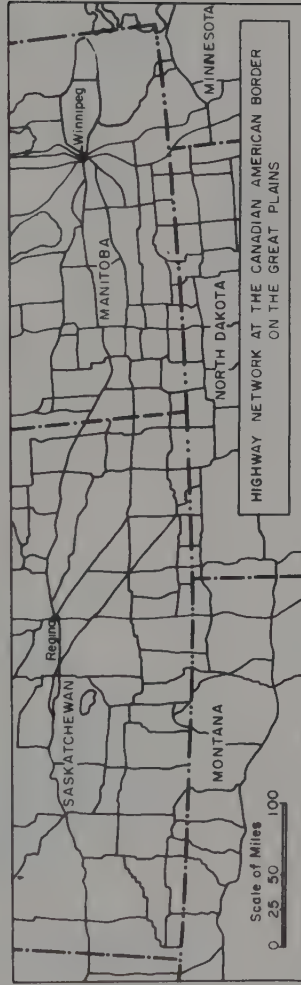 Winnipeg
MANITOBA
MINNESOTA
Regina
SASKATCHEWAN
NORTH DAKOTA
MONTANA
HIGHWAY NETWORK AT THE CANADIAN AMERICAN BORDER
ON THE GREAT PLAINS
Scale of Miles
0 25 50 100